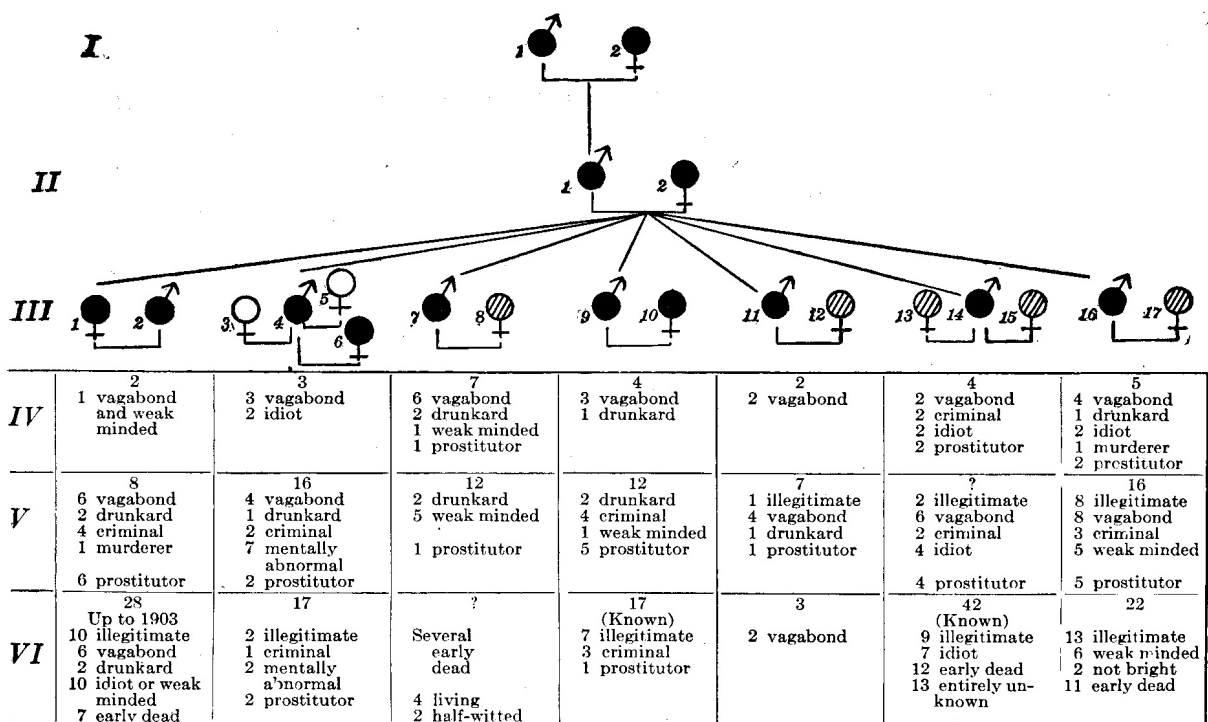 I
1
2
II
1
2
III
1
2
3
4
5
6
7
8
9
10
11
12
13
14
15
16
17
IV
2
1 vagabond
and weak
minded
3
3 vagabond
2 idiot
7
6 vagabond
2 drunkard
1 weak minded
1 prostitutor
4
3 vagabond
1 drunkard
2
2 vagabond
4
2 vagabond
2 criminal
2 idiot
2 prostitutor
5
4 vagabond
1 drunkard
2 idiot
1 murderer
2 prostitutor
V
8
6 vagabond
2 drunkard
4 criminal
1 murderer
6 prostitutor
16
4 vagabond
1 drunkard
2 criminal
7 mentally
abnormal
2 prostitutor
12
2 drunkard
5 weak minded
1 prostitutor
12
2 drunkard
4 criminal
1 weak minded
5 prostitutor
7
1 illegitimate
4 vagabond
1 drunkard
1 prostitutor
?
2 illegitimate
6 vagabond
2 criminal
4 idiot
4 prostitutor
16
8 illegitimate
8 vagabond
3 criminal
5 weak minded
5 prostitutor
VI
28
Up to 1903
10 illegitimate
6 vagabond
2 drunkard
10 idiot or weak
minded
7 early dead
17
2 illegitimate
1 criminal
2 mentally
abnormal
2 prostitutor
?
Several
early
dead
4 living
2 half-witted
17
(Known)
7 illegitimate
3 criminal
1 prostitutor
3
2 vagabond
42
(Known)
9 illegitimate
7 idiot
12 early dead
13 entirely un-
known
22
13 illegitimate
6 weak minded
2 not bright
11 early dead